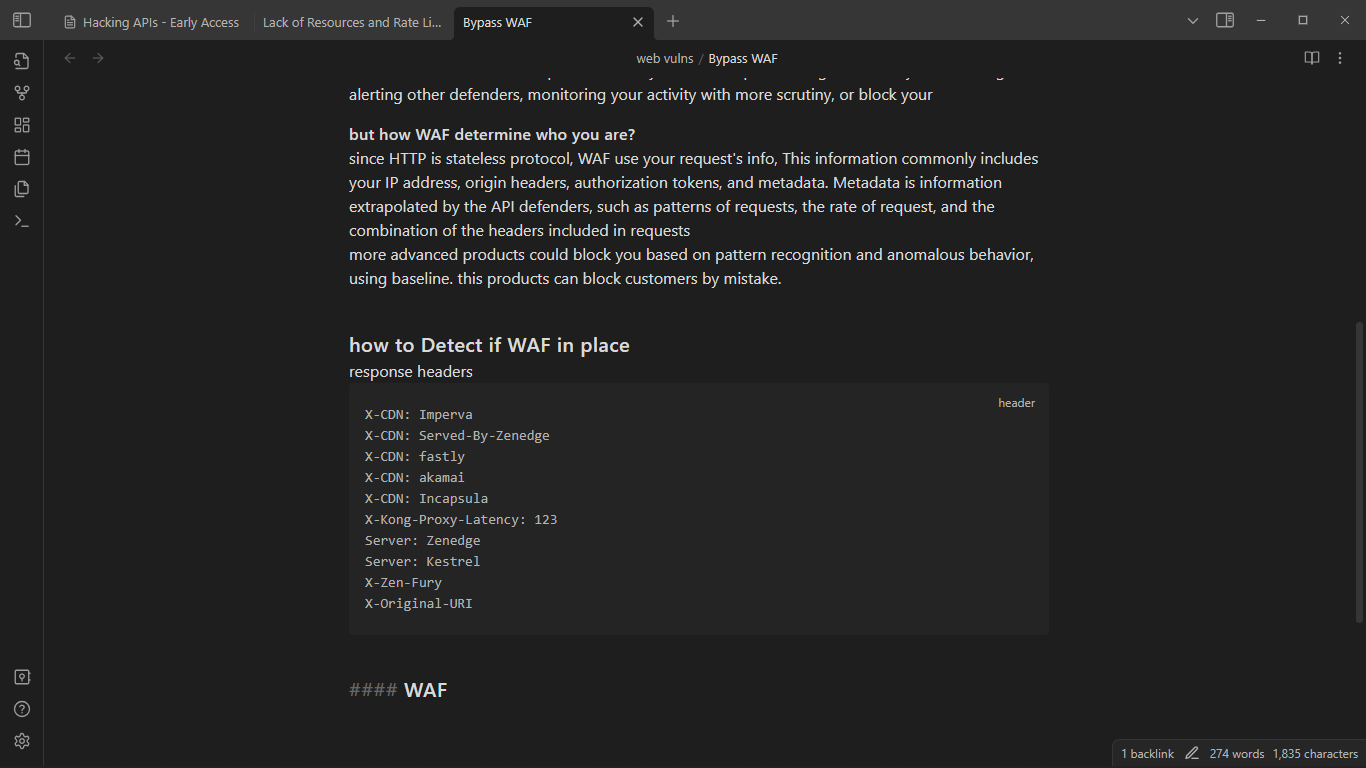 Hacking APIs - Early Access
Lack of Resources and Rate Li...
Bypass WAF
web vulns / Bypass WAF
alerting other defenders, monitoring your activity with more scrutiny, or block your
but how WAF determine who you are?
since HTTP is stateless protocol, WAF use your request's info, This information commonly includes
your IP address, origin headers, authorization tokens, and metadata. Metadata is information
extrapolated by the API defenders, such as patterns of requests, the rate of request, and the
combination of the headers included in requests
more advanced products could block you based on pattern recognition and anomalous behavior,
using baseline. this products can block customers by mistake.
how to Detect if WAF in place
response headers
header
X-CDN: Imperva
X-CDN: Served-By-Zenedge
X-CDN: fastly
X-CDN: akamai
X-CDN: Incapsula
X-Kong-Proxy-Latency: 123
Server: Zenedge
Server: Kestrel
X-Zen-Fury
X-Original-URI
#### WAF
1 backlink 274 words 1,835 characters